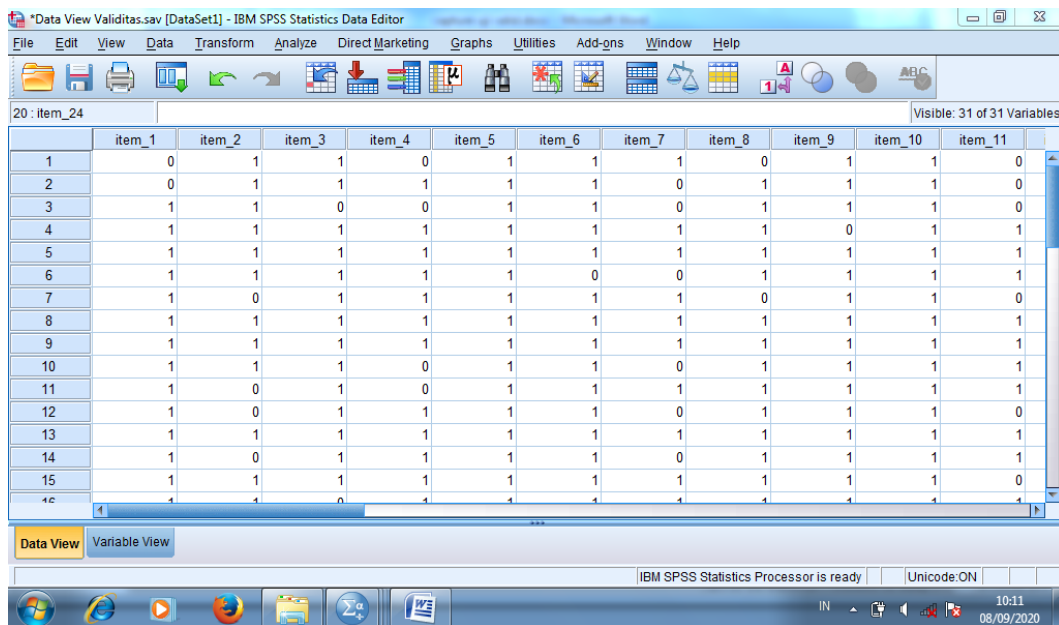 *Data View Validitas.sav [DataSet1] - IBM SPSS Statistics Data Editor
File Edit View Data Transform Analyze Direct Marketing Graphs Utilities Add-ons Window Help
20 : item_24
Visible: 31 of 31 Variables
item_1 item_2 item_3 item_4 item_5 item_6 item_7 item_8 item_9 item_10 item_11
1 0 1 1 0 1 1 1 0 1 1 0
2 0 1 1 1 1 1 0 1 1 1 0
3 1 1 0 0 1 1 0 1 1 1 0
4 1 1 1 1 1 1 1 1 0 1 1
5 1 1 1 1 1 1 1 1 1 1 1
6 1 1 1 1 1 0 0 1 1 1 1
7 1 0 1 1 1 1 1 0 1 1 0
8 1 1 1 1 1 1 1 1 1 1 1
9 1 1 1 1 1 1 1 1 1 1 1
10 1 1 1 0 1 1 0 1 1 1 1
11 1 0 1 0 1 1 1 1 1 1 1
12 1 0 1 1 1 1 0 1 1 1 0
13 1 1 1 1 1 1 1 1 1 1 1
14 1 0 1 1 1 1 0 1 1 1 1
15 1 1 1 1 1 1 1 1 1 1 0
16 1 1 0 1 1 1 1 1 1 1 1
Data View Variable View
IBM SPSS Statistics Processor is ready Unicode:ON
IN 10:11
08/09/2020